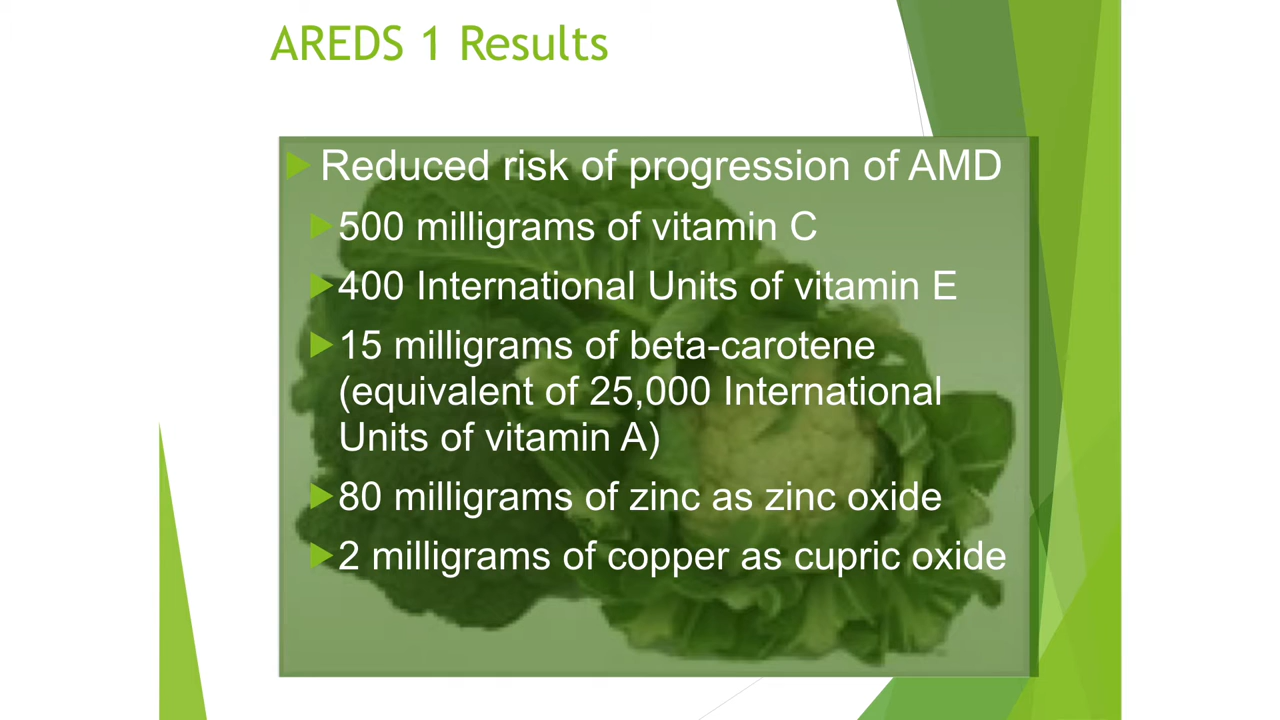 AREDS 1 Results
Reduced risk of progression of AMD
500 milligrams of vitamin C
400 International Units of vitamin E
15 milligrams of beta-carotene
(equivalent of 25,000 International
Units of vitamin A)
80 milligrams of zinc as zinc oxide
2 milligrams of copper as cupric oxide